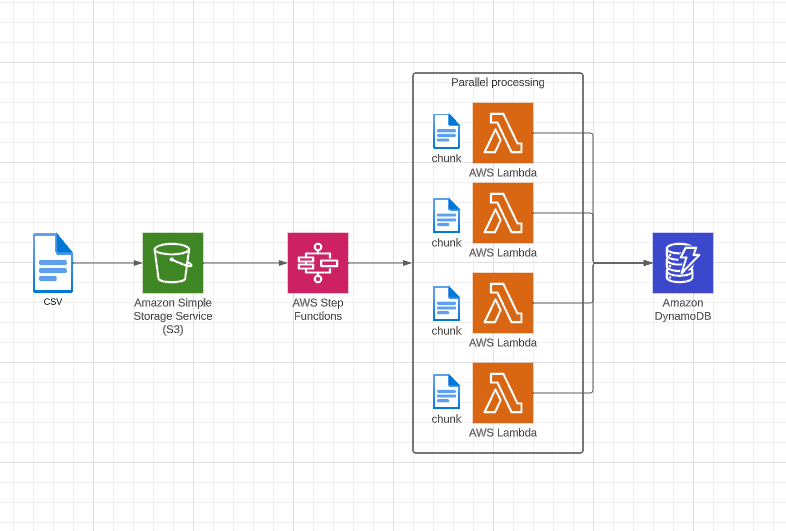 Parallel processing
chunk
AWS Lambda
chunk
AWS Lambda
CSV
Amazon Simple
Storage Service
(S3)
AWS Step
Functions
chunk
AWS Lambda
Amazon
DynamoDB
chunk
AWS Lambda